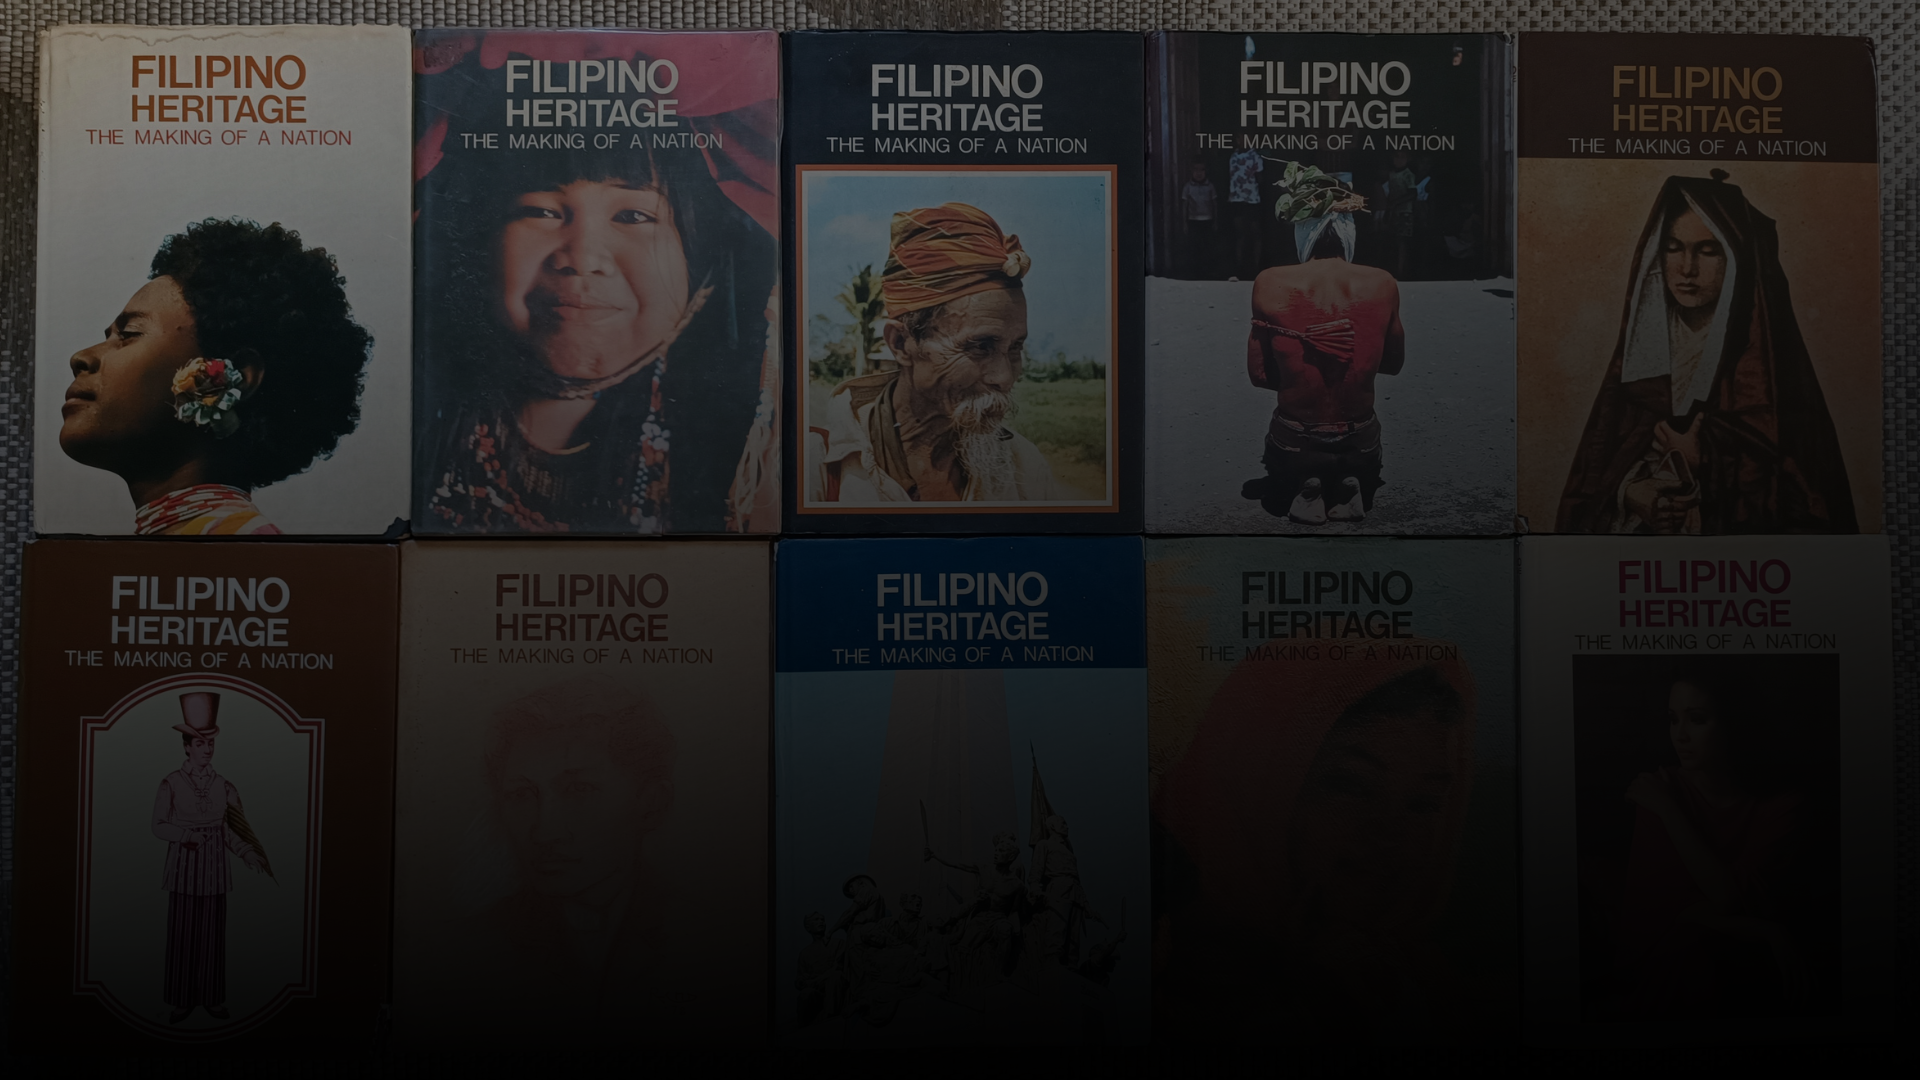 FILIPINO
HERITAGE
THE MAKING OF A NATION
FILIPINO
HERITAGE
THE MAKING OF A NATION
FILIPINO
HERITAGE
THE MAKING OF A NATION
FILIPINO
HERITAGE
THE MAKING OF A NATION
FILIPINO
HERITAGE
THE MAKING OF A NATION
FILIPINO
HERITAGE
THE MAKING OF A NATION
FILIPINO
HERITAGE
THE MAKING OF A NATION
FILIPINO
HERITAGE
THE MAKING OF A NATION
FILIPINO
HERITAGE
THE MAKING OF A NATION
FILIPINO
HERITAGE
THE MAKING OF A NATION